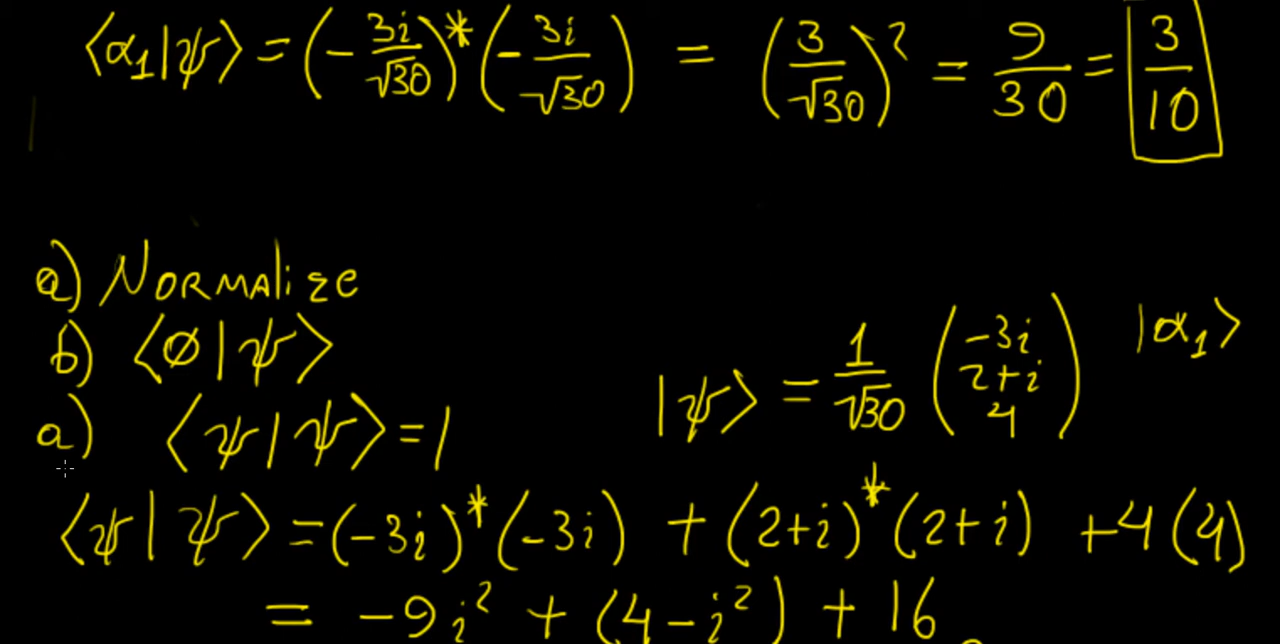 ⟨α₁|ψ⟩ = (-3i/√30)* (-3i/√30) = (3/√30)² = 9/30 = 3/10
a) NORMALIZE
b) ⟨ø|ψ⟩
|ψ⟩ = 1/√30 (-3i 2+i 4) |α₁⟩
a) ⟨ψ|ψ⟩ = 1
⟨ψ|ψ⟩ = (-3i)* (-3i) + (2+i)* (2+i) + 4(4)
= -9i² + (4-i²) + 16